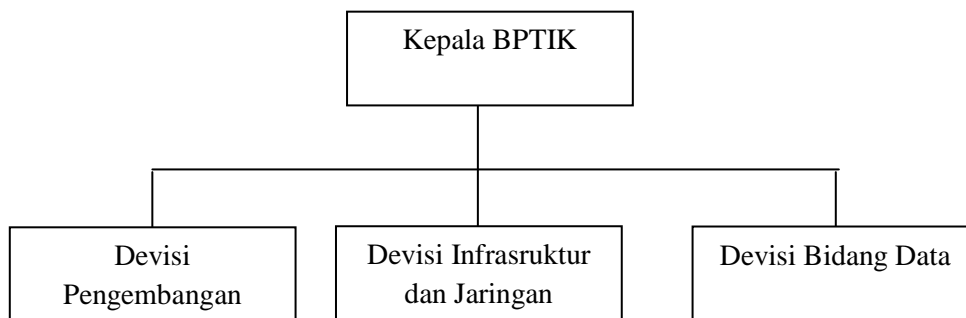 Kepala BPTIK
Devisi
Pengembangan
Devisi Infrasruktur
dan Jaringan
Devisi Bidang Data